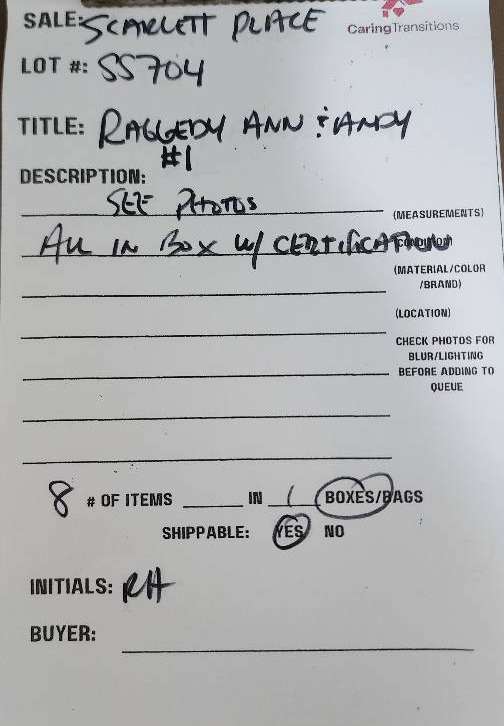 SALE: SCARLETT PLACE
CaringTransitions
LOT #: SS704
TITLE: RAGGEDY ANN & ANDY
#1
DESCRIPTION:
SEE PHOTOS
(MEASUREMENTS)
ALL IN BOX W/ CERTIFICATION
(MATERIAL/COLOR
/BRAND)
(LOCATION)
CHECK PHOTOS FOR
BLUR/LIGHTING
BEFORE ADDING TO
QUEUE
8 # OF ITEMS IN 1 BOXES/BAGS
SHIPPABLE: YES NO
INITIALS: RH
BUYER: